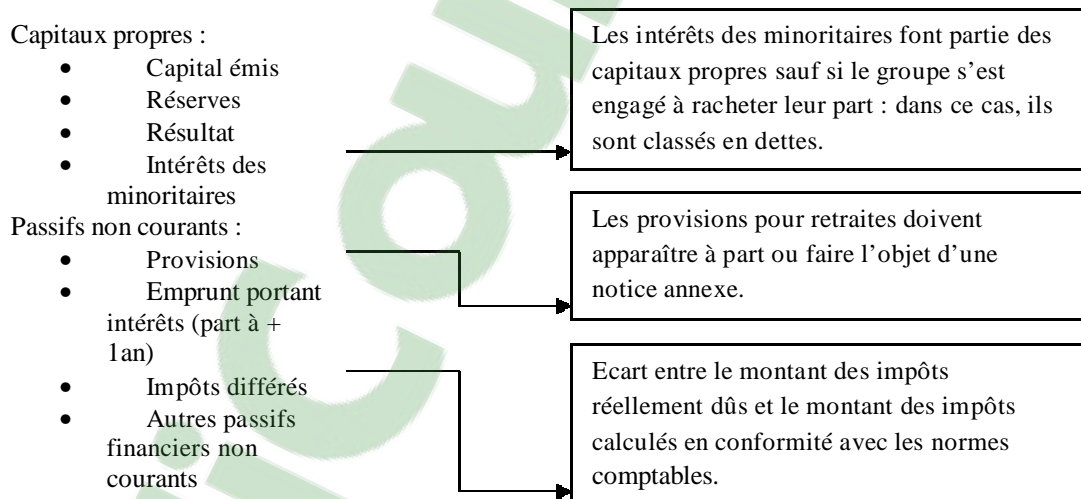 Capitaux propres :
• Capital émis
• Réserves
• Résultat
• Intérêts des
minoritaires
Passifs non courants :
• Provisions
• Emprunt portant
intérêts (part à +
1an)
• Impôts différés
• Autres passifs
financiers non
courants
Les intérêts des minoritaires font partie des
capitaux propres sauf si le groupe s’est
engagé à racheter leur part : dans ce cas, ils
sont classés en dettes.
Les provisions pour retraites doivent
apparaître à part ou faire l’objet d’une
notice annexe.
Ecart entre le montant des impôts
réellement dûs et le montant des impôts
calculés en conformité avec les normes
comptables.